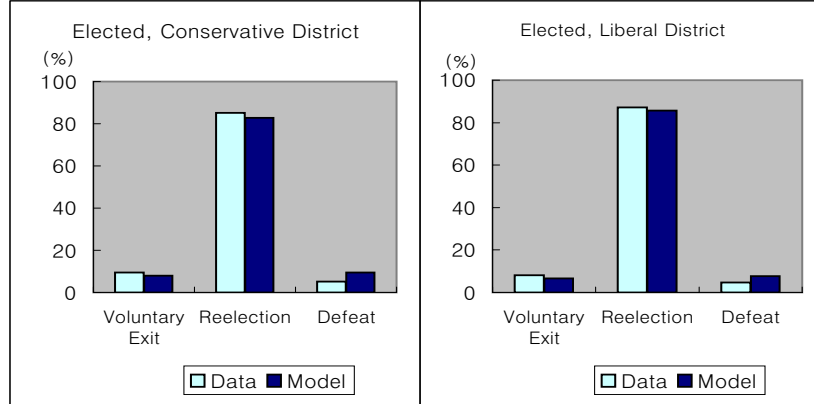 Elected, Conservative District
(%)
100
80
60
40
20
0
Voluntary Exit
Reelection
Defeat
Data
Model
Elected, Liberal District
(%)
100
80
60
40
20
0
Voluntary Exit
Reelection
Defeat
Data
Model